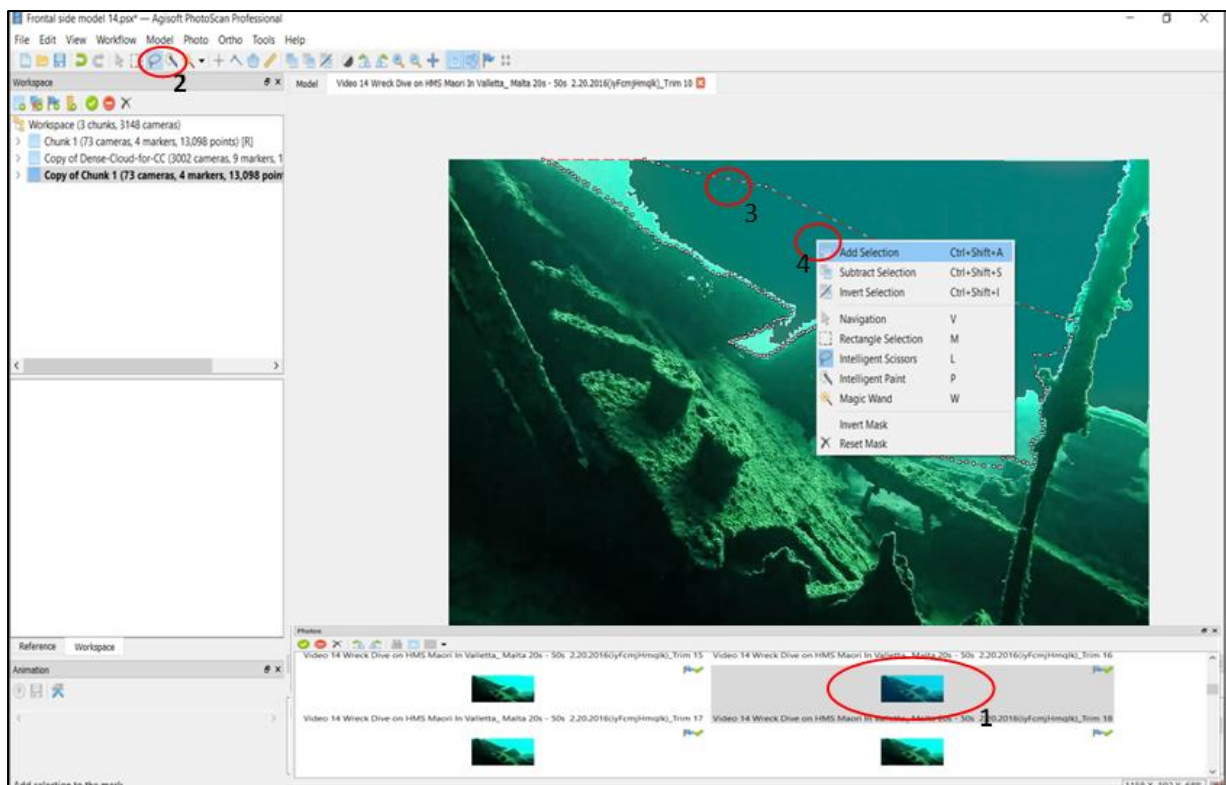 Frontal side model 14.psx* — Agisoft PhotoScan Professional
File Edit View Workflow Model Photo Ortho Tools Help
2
Workspace
Model Video 14 Wreck Dive on HMS Maori In Valletta_ Malta 20s - 50s 2.20.2016(iyFcmjHmqlk)_Trim 10
Workspace (3 chunks, 3148 cameras)
Chunk 1 (73 cameras, 4 markers, 13,098 points) [R]
Copy of Dense-Cloud-for-CC (3002 cameras, 9 markers, 1
Copy of Chunk 1 (73 cameras, 4 markers, 13,098 poin
3
4
Add Selection Ctrl+Shift+A
Subtract Selection Ctrl+Shift+S
Invert Selection Ctrl+Shift+I
Navigation V
Rectangle Selection M
Intelligent Scissors L
Intelligent Paint P
Magic Wand W
Invert Mask
Reset Mask
Reference Workspace
Animation
Photos
Video 14 Wreck Dive on HMS Maori In Valletta_ Malta 20s - 50s 2.20.2016(iyFcmjHmqlk)_Trim 15 Video 14 Wreck Dive on HMS Maori In Valletta_ Malta 20s - 50s 2.20.2016(iyFcmjHmqlk)_Trim 16
Video 14 Wreck Dive on HMS Maori In Valletta_ Malta 20s - 50s 2.20.2016(iyFcmjHmqlk)_Trim 17 Video 14 Wreck Dive on HMS Maori In Valletta_ Malta 20s - 50s 2.20.2016(iyFcmjHmqlk)_Trim 18
1
Add selection to the mask